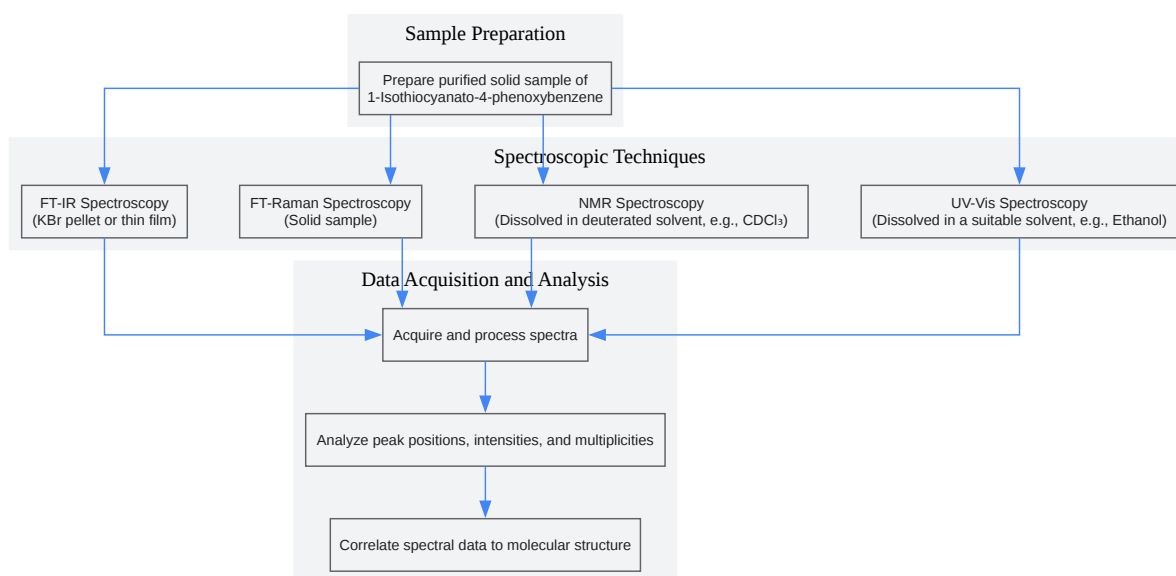 Sample Preparation
Prepare purified solid sample of
1-Isothiocyanato-4-phenoxybenzene
Spectroscopic Techniques
FT-IR Spectroscopy
(KBr pellet or thin film)
FT-Raman Spectroscopy
(Solid sample)
NMR Spectroscopy
(Dissolved in deuterated solvent, e.g., CDCl₃)
UV-Vis Spectroscopy
(Dissolved in a suitable solvent, e.g., Ethanol)
Data Acquisition and Analysis
Acquire and process spectra
Analyze peak positions, intensities, and multiplicities
Correlate spectral data to molecular structure